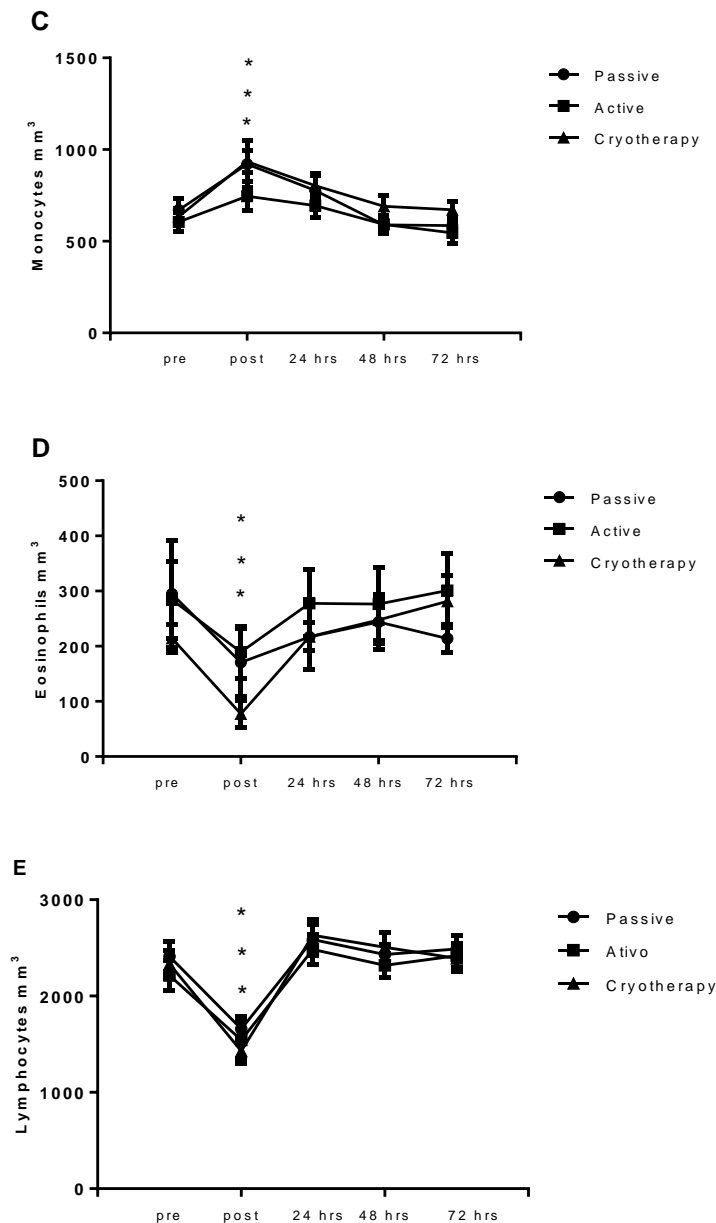 C
1500
1000
500
0
Monocytes mm³
*
*
*
pre post 24 hrs 48 hrs 72 hrs
Passive
Active
Cryotherapy
D
500
400
300
200
100
0
Eosinophils mm³
*
*
*
pre post 24 hrs 48 hrs 72 hrs
Passive
Active
Cryotherapy
E
3000
2000
1000
0
Lymphocytes mm³
*
*
*
pre post 24 hrs 48 hrs 72 hrs
Passive
Ativo
Cryotherapy